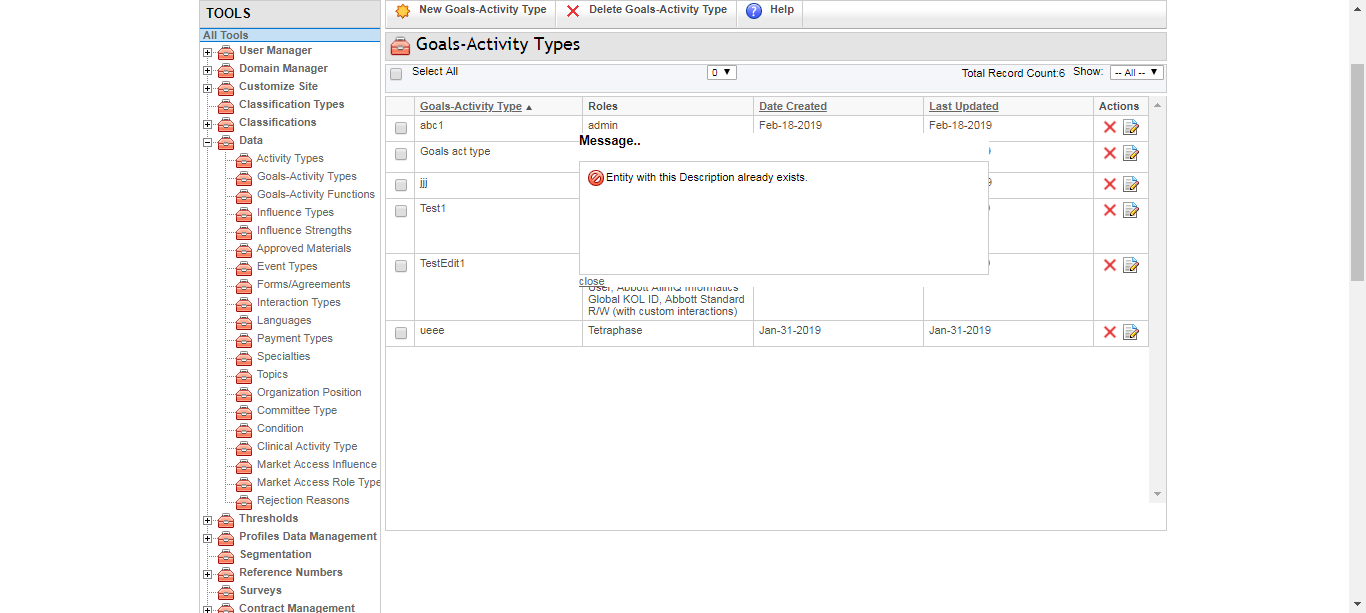 TOOLS
All Tools
User Manager
Domain Manager
Customize Site
Classification Types
Classifications
Data
Activity Types
Goals-Activity Types
Goals-Activity Functions
Influence Types
Influence Strengths
Approved Materials
Event Types
Forms/Agreements
Interaction Types
Languages
Payment Types
Specialties
Topics
Organization Position
Committee Type
Condition
Clinical Activity Type
Market Access Influence
Market Access Role Type
Rejection Reasons
Thresholds
Profiles Data Management
Segmentation
Reference Numbers
Surveys
Contract Management
New Goals-Activity Type Delete Goals-Activity Type Help
Goals-Activity Types
Select All 0 Total Record Count:6 Show: -- All --
Goals-Activity Type Roles Date Created Last Updated Actions
abc1 admin Feb-18-2019 Feb-18-2019
Message..
Goals act type
Entity with this Description already exists.
jjj
Test1
TestEdit1
close
User, Abbott AlimQ Informatics
Global KOL ID, Abbott Standard
R/W (with custom interactions)
ueee Tetraphase Jan-31-2019 Jan-31-2019